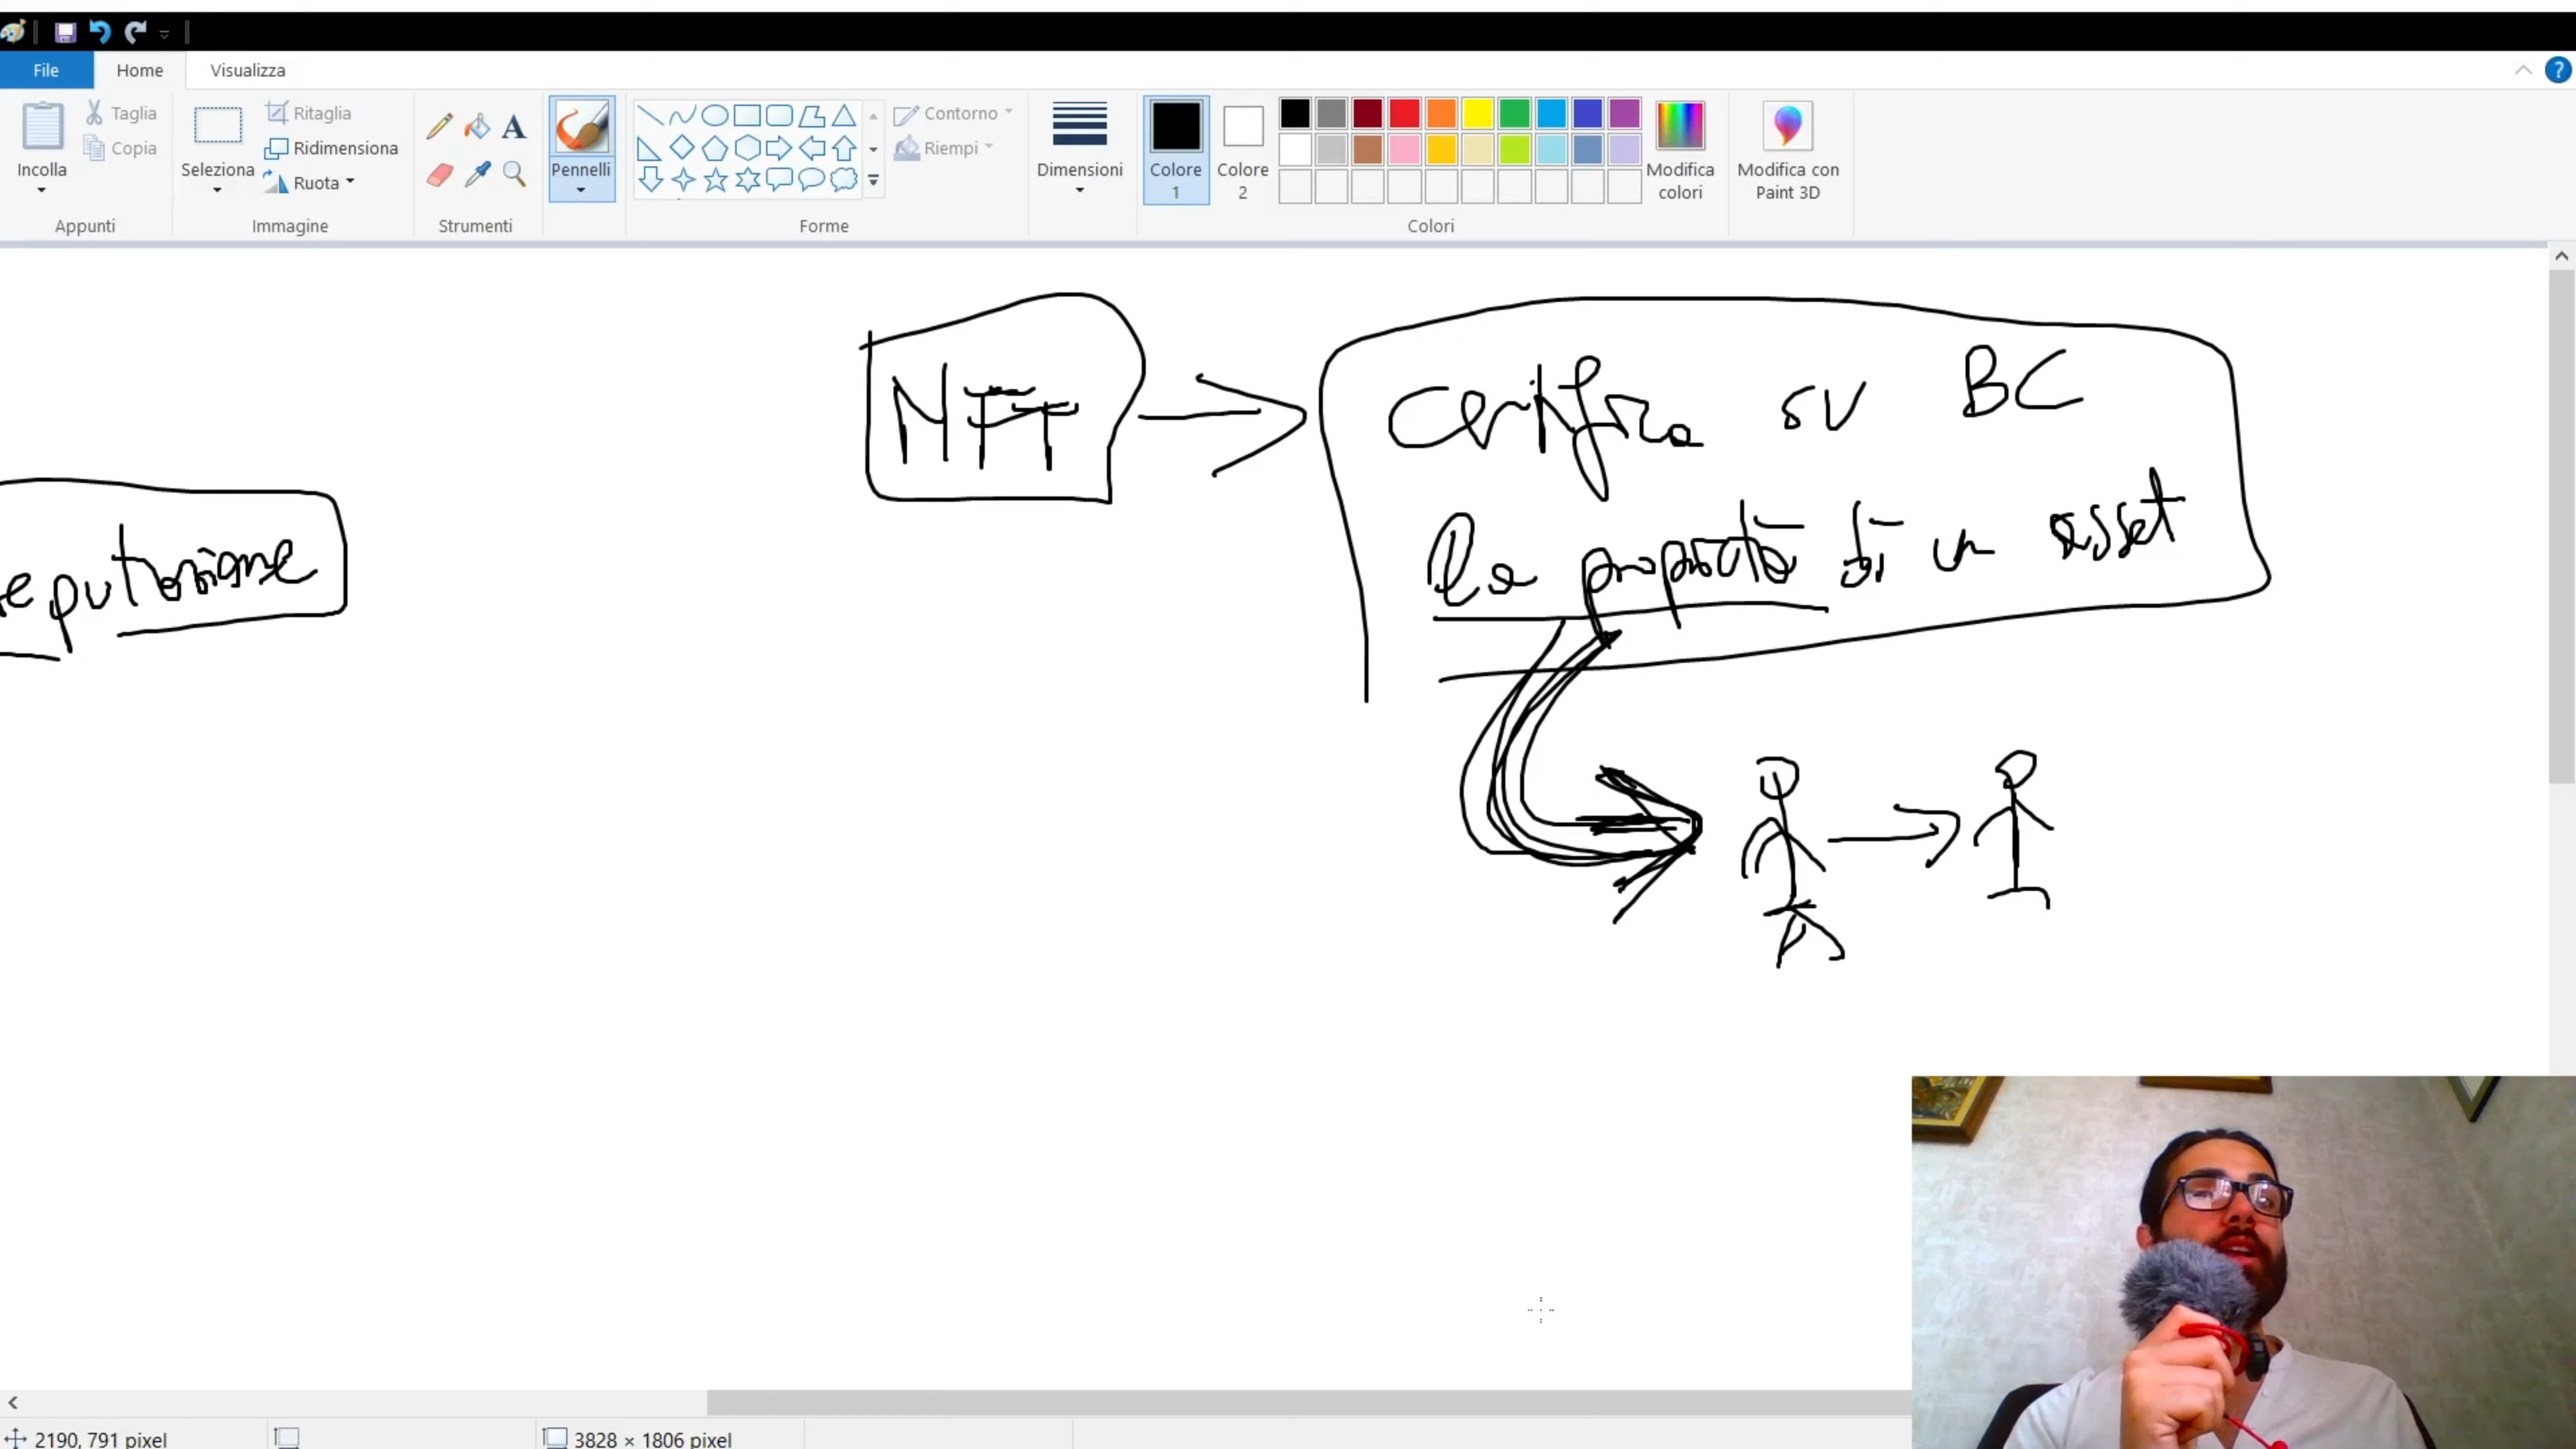 File Home Visualizza
Taglia
Copia
Incolla
Appunti
Seleziona
Ritaglia
Ridimensiona
Ruota
Immagine
A
Strumenti
Pennelli
Forme
Contorno
Riempi
Dimensioni
Colore 1
Colore 2
Colori
Modifica colori
Modifica con Paint 3D
?
NFT
Certifica su BC
la proprietà di un asset
eputazione
2190, 791 pixel
3828 × 1806 pixel